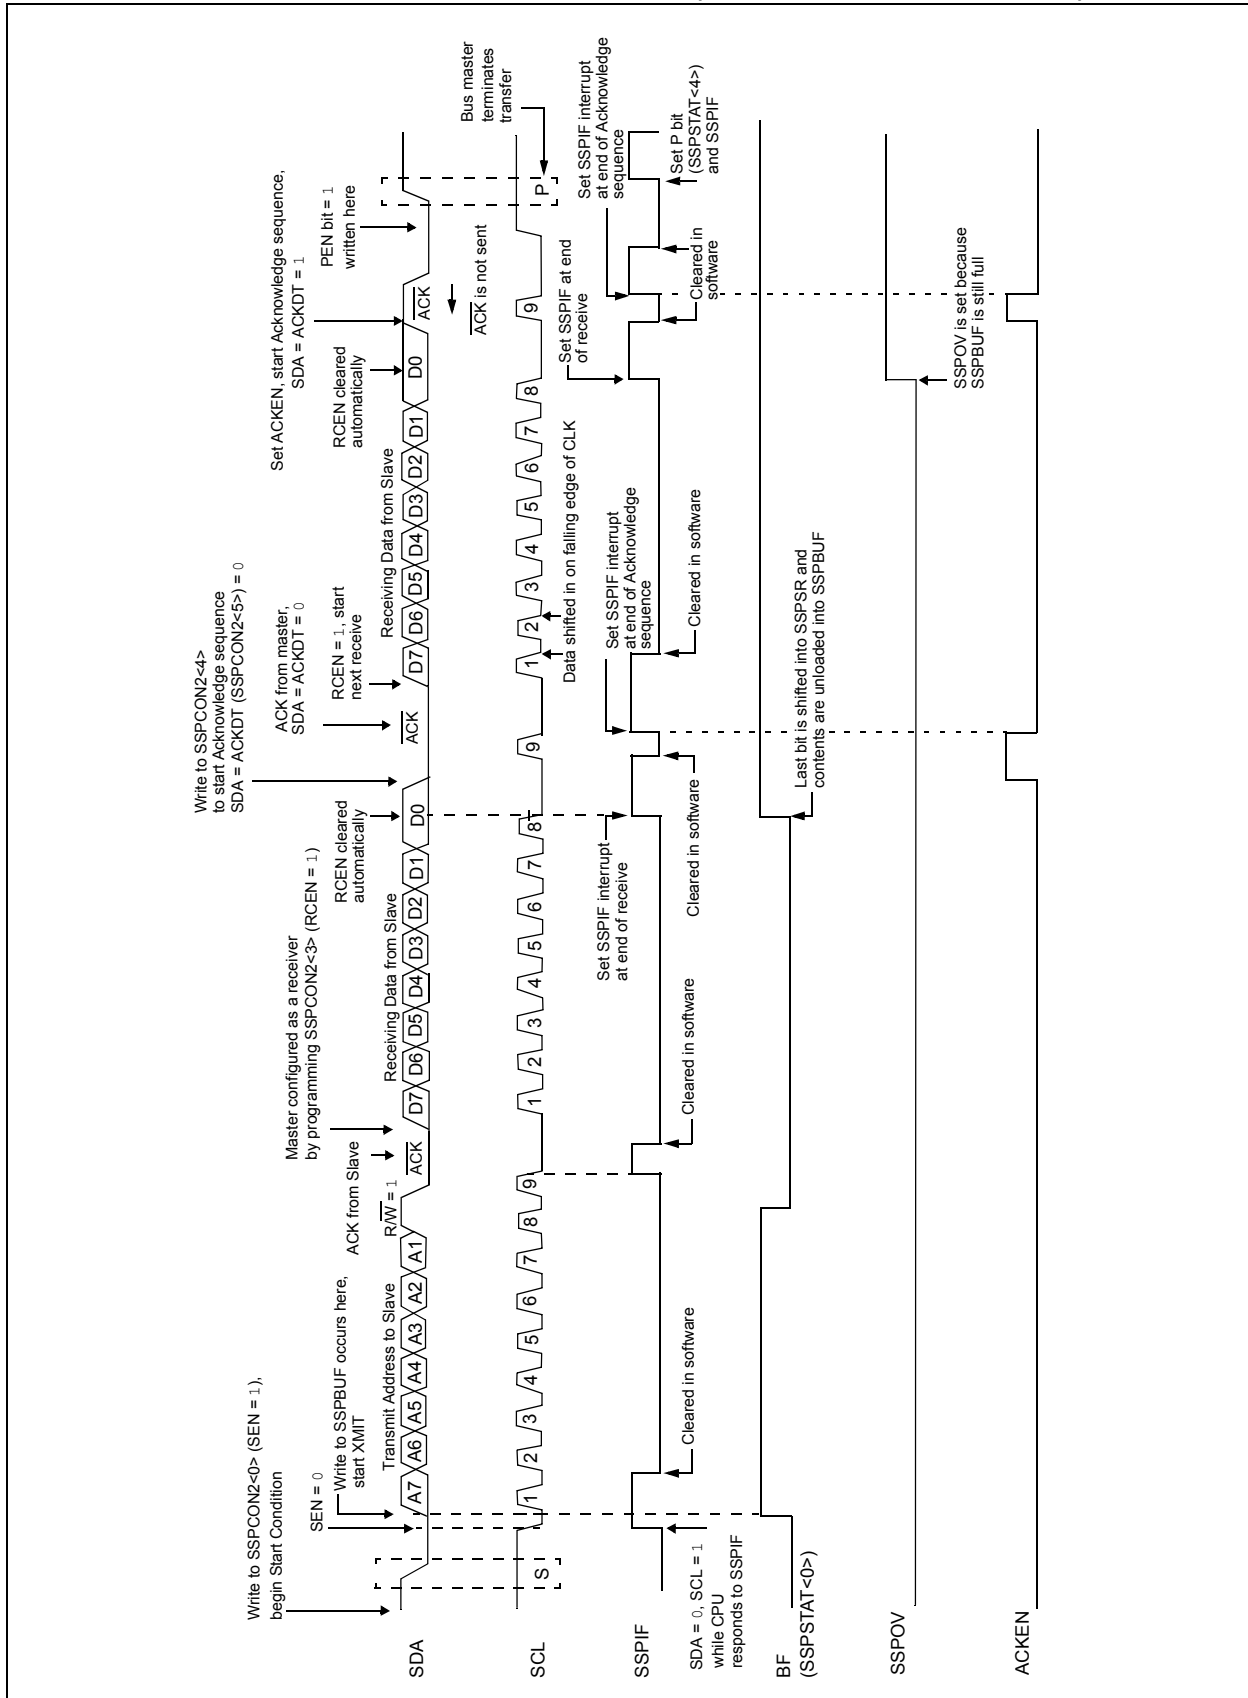 Write to SSPCON2<0> (SEN = 1),
begin Start Condition
SEN = 0
Write to SSPBUF occurs here,
start XMIT
Transmit Address to Slave
ACK from Slave
R/W = 1
Master configured as a receiver
by programming SSPCON2<3> (RCEN = 1)
Receiving Data from Slave
RCEN cleared
automatically
Write to SSPCON2<4>
to start Acknowledge sequence
SDA = ACKDT (SSPCON2<5>) = 0
ACK from master,
SDA = ACKDT = 0
RCEN = 1, start
next receive
Receiving Data from Slave
RCEN cleared
automatically
Set ACKEN, start Acknowledge sequence,
SDA = ACKDT = 1
PEN bit = 1
written here
SDA
A7 A6 A5 A4 A3 A2 A1
ACK
D7 D6 D5 D4 D3 D2 D1 D0
ACK
D7 D6 D5 D4 D3 D2 D1 D0
ACK
ACK is not sent
Bus master
terminates
transfer
SCL
S
1 2 3 4 5 6 7 8 9
1 2 3 4 5 6 7 8
9
1 2 3 4 5 6 7 8
9
P
Data shifted in on falling edge of CLK
Set SSPIF interrupt
at end of receive
Set SSPIF interrupt
at end of Acknowledge
sequence
Set SSPIF at end
of receive
Set SSPIF interrupt
at end of Acknowledge
sequence
SSPIF
SDA = 0, SCL = 1
while CPU
responds to SSPIF
Cleared in software
Cleared in software
Cleared in software
Cleared in software
Cleared in
software
Set P bit
(SSPSTAT<4>)
and SSPIF
BF
(SSPSTAT<0>)
Last bit is shifted into SSPSR and
contents are unloaded into SSPBUF
SSPOV
SSPOV is set because
SSPBUF is still full
ACKEN